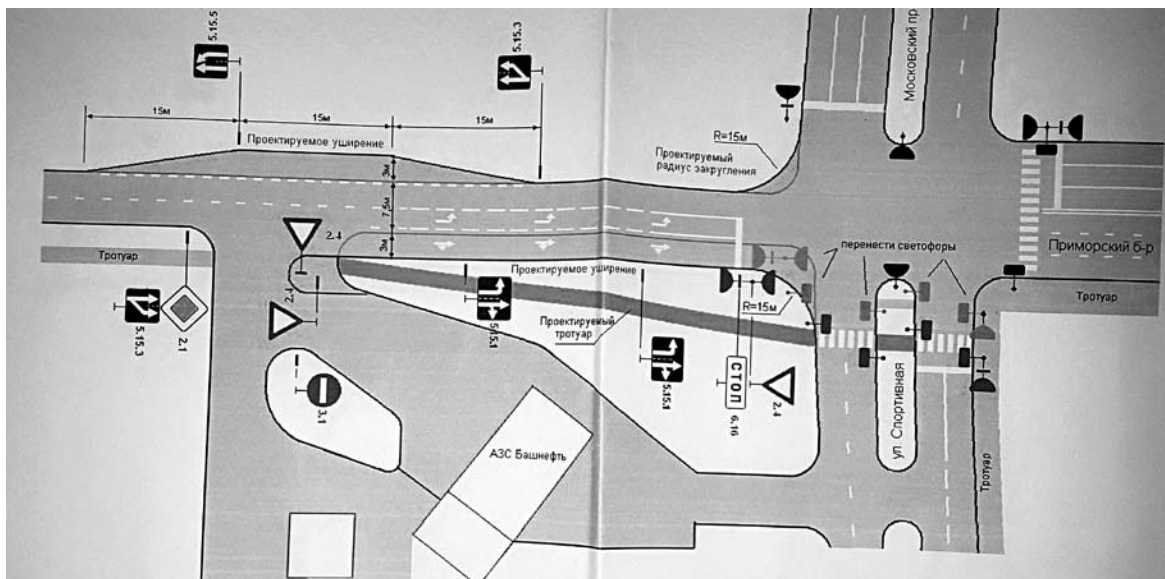 5.15.5
5.15.3
Московский пр
15м
15м
15м
Проектируемое уширение
R=15м
Проектируемый
радиус закругления
3м
7,5м
3м
2.4
перенести светофоры
Приморский б-р
Тротуар
Тротуар
Проектируемое уширение
2.4
R=15м
Проектируемый
тротуар
5.15.3
2.1
5.15.1
5.15.1
СТОП
6.16
2.4
3.1
ул. Спортивная
АЗС Башнефть
Тротуар